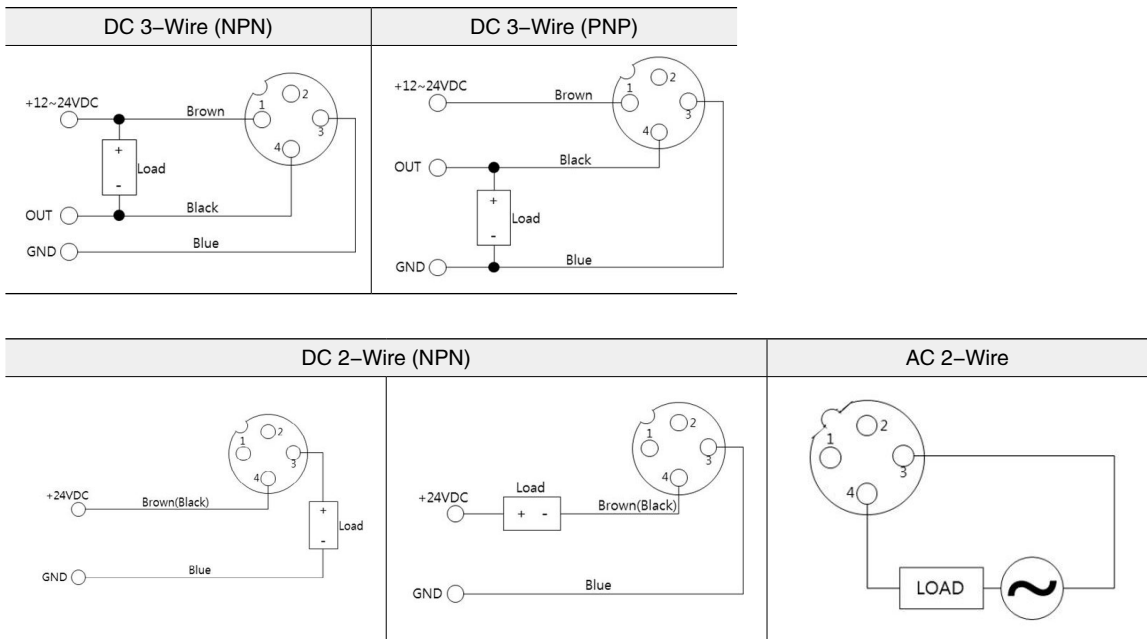 DC 3–Wire (NPN)
DC 3–Wire (PNP)
+12~24VDC
Brown
1
2
3
4
+
-
Load
OUT
Black
GND
Blue
+12~24VDC
Brown
1
2
3
4
OUT
Black
+
-
Load
GND
Blue
DC 2–Wire (NPN)
AC 2–Wire
1
2
3
4
+24VDC
Brown(Black)
+
-
Load
GND
Blue
1
2
3
4
+24VDC
Load
+ -
Brown(Black)
GND
Blue
1
2
3
4
LOAD